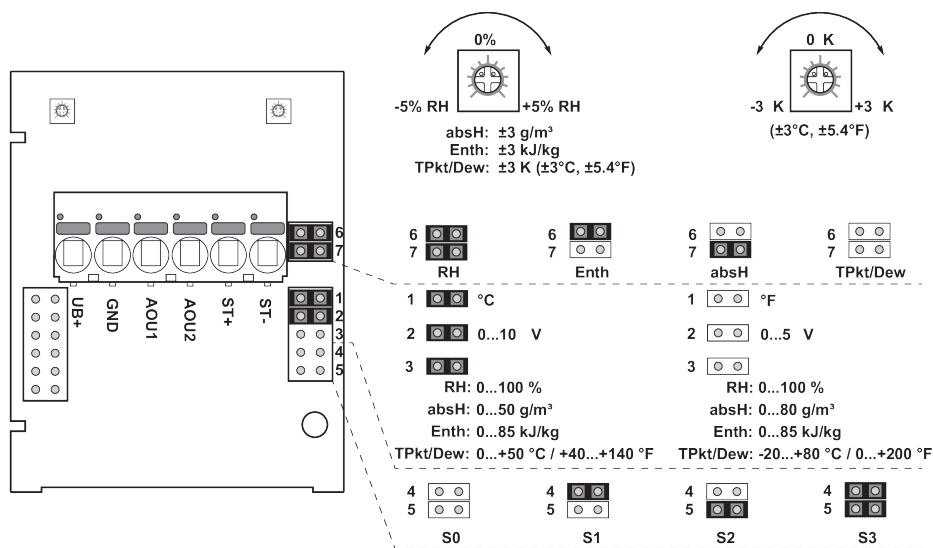 0%
-5% RH +5% RH
absH: ±3 g/m³
Enth: ±3 kJ/kg
TPkt/Dew: ±3 K (±3°C, ±5.4°F)
0 K
-3 K +3 K
(±3°C, ±5.4°F)
6
7
UB+
GND
AOU1
AOU2
ST+
ST-
1
2
3
4
5
6
7
RH
6
7
Enth
6
7
absH
6
7
TPkt/Dew
1 °C
2 0...10 V
3
RH: 0...100 %
absH: 0...50 g/m³
Enth: 0...85 kJ/kg
TPkt/Dew: 0...+50 °C / +40...+140 °F
1 °F
2 0...5 V
3
RH: 0...100 %
absH: 0...80 g/m³
Enth: 0...85 kJ/kg
TPkt/Dew: -20...+80 °C / 0...+200 °F
4
5
S0
4
5
S1
4
5
S2
4
5
S3